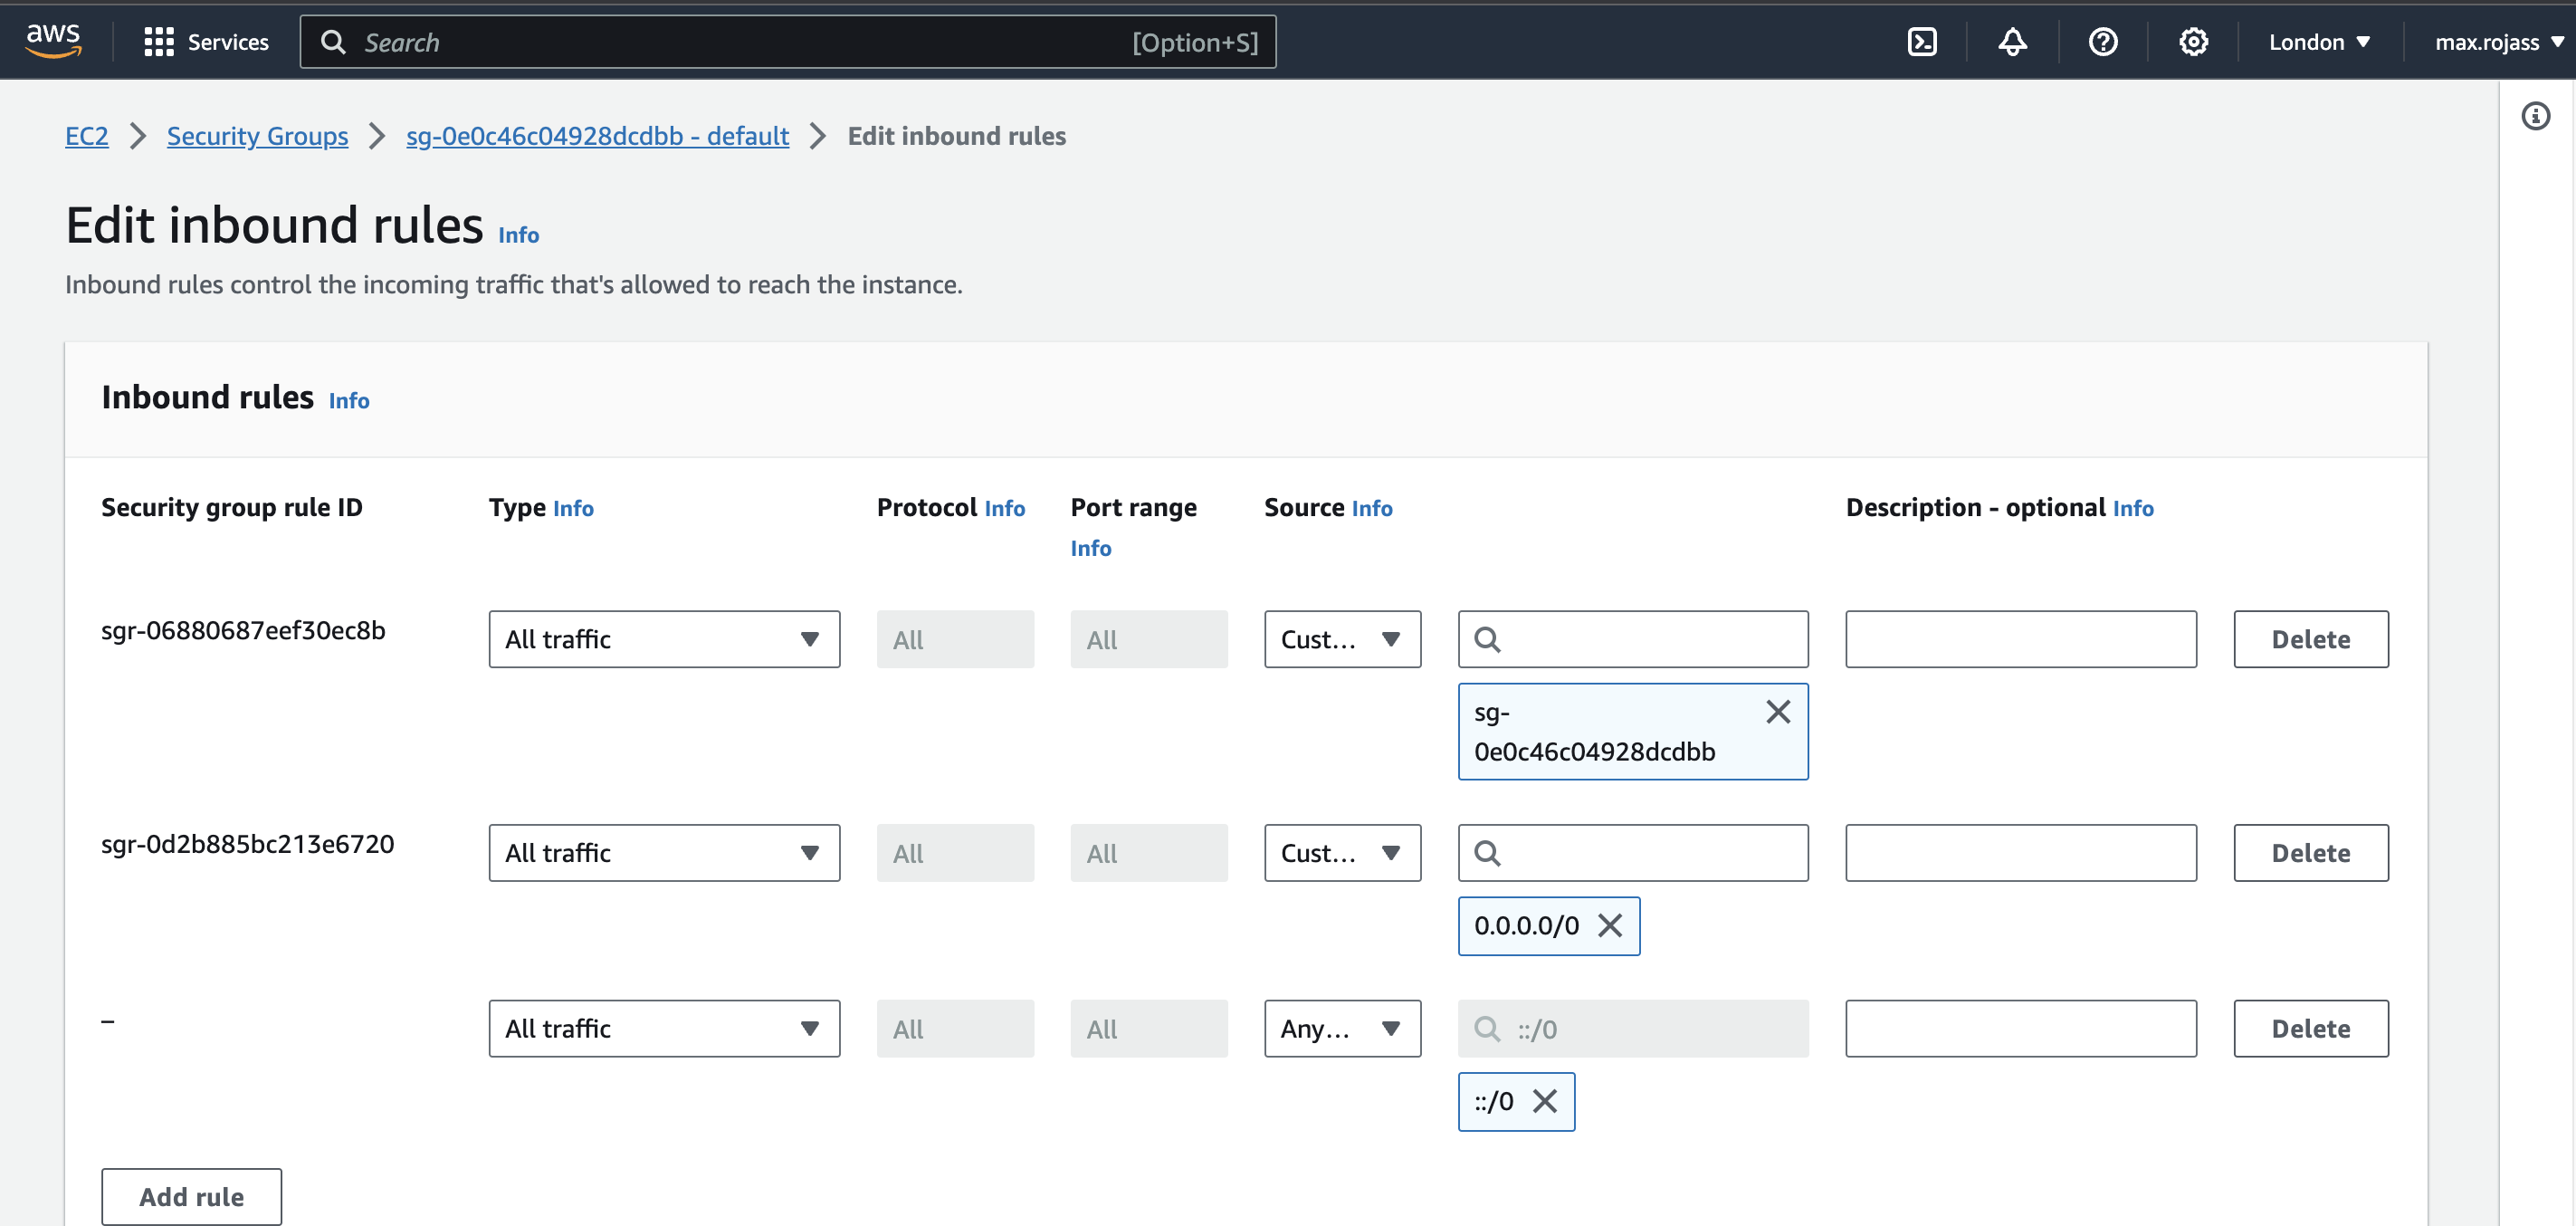 aws
Services
Search [Option+S]
London
max.rojass
EC2 Security Groups sg-0e0c46c04928dcdbb - default Edit inbound rules
Edit inbound rules Info
Inbound rules control the incoming traffic that's allowed to reach the instance.
Inbound rules Info
Security group rule ID Type Info Protocol Info Port range Source Info Description - optional Info
Info
sgr-06880687eef30ec8b All traffic All All Cust... Delete
sg-
0e0c46c04928dcdbb
sgr-0d2b885bc213e6720 All traffic All All Cust... Delete
0.0.0.0/0
– All traffic All All Any... ::/0 Delete
::/0
Add rule